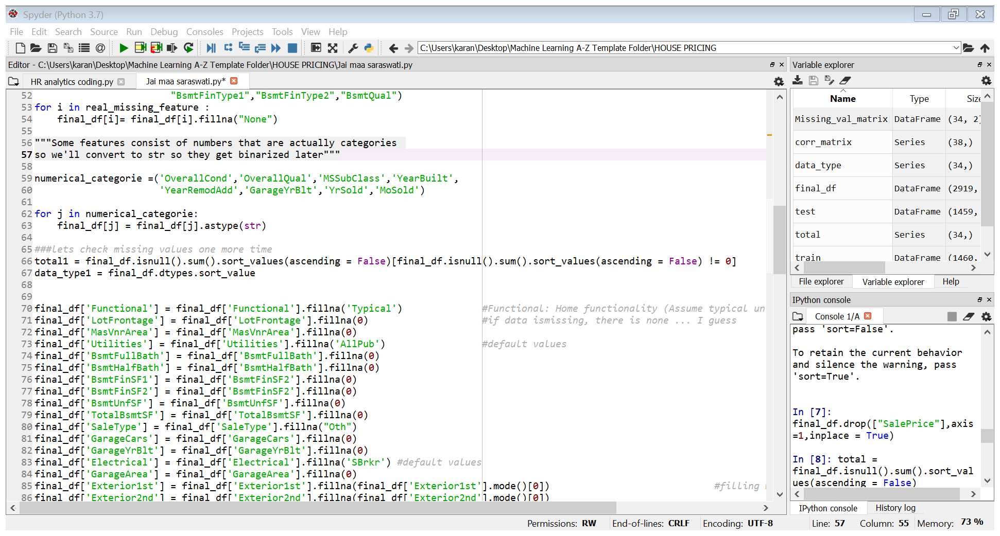 Spyder (Python 3.7)
File Edit Search Source Run Debug Consoles Projects Tools View Help
C:\Users\karan\Desktop\Machine Learning A-Z Template Folder\HOUSE PRICING
Editor - C:\Users\karan\Desktop\Machine Learning A-Z Template Folder\HOUSE PRICING\Jai maa saraswati.py
HR analytics coding.py Jai maa saraswati.py*
52 "BsmtFinType1","BsmtFinType2","BsmtQual")
53 for i in real_missing_feature :
54 final_df[i]= final_df[i].fillna("None")
55
56 """Some features consist of numbers that are actually categories
57 so we'll convert to str so they get binarized later"""
58
59 numerical_categorie =('OverallCond','OverallQual','MSSubClass','YearBuilt',
60 'YearRemodAdd','GarageYrBlt','YrSold','MoSold')
61
62 for j in numerical_categorie:
63 final_df[j] = final_df[j].astype(str)
64
65 ###lets check missing values one more time
66 total1 = final_df.isnull().sum().sort_values(ascending = False)[final_df.isnull().sum().sort_values(ascending = False) != 0]
67 data_type1 = final_df.dtypes.sort_value
68
69
70 final_df['Functional'] = final_df['Functional'].fillna('Typical') #Functional: Home functionality (Assume typical un
71 final_df['LotFrontage'] = final_df['LotFrontage'].fillna(0) #if data ismissing, there is none ... I guess
72 final_df['MasVnrArea'] = final_df['MasVnrArea'].fillna(0)
73 final_df['Utilities'] = final_df['Utilities'].fillna('AllPub') #default values
74 final_df['BsmtFullBath'] = final_df['BsmtFullBath'].fillna(0)
75 final_df['BsmtHalfBath'] = final_df['BsmtHalfBath'].fillna(0)
76 final_df['BsmtFinSF1'] = final_df['BsmtFinSF2'].fillna(0)
77 final_df['BsmtFinSF2'] = final_df['BsmtFinSF2'].fillna(0)
78 final_df['BsmtUnfSF'] = final_df['BsmtUnfSF'].fillna(0)
79 final_df['TotalBsmtSF'] = final_df['TotalBsmtSF'].fillna(0)
80 final_df['SaleType'] = final_df['SaleType'].fillna("Oth")
81 final_df['GarageCars'] = final_df['GarageCars'].fillna(0)
82 final_df['GarageYrBlt'] = final_df['GarageYrBlt'].fillna(0)
83 final_df['Electrical'] = final_df['Electrical'].fillna('SBrkr') #default values
84 final_df['GarageArea'] = final_df['GarageArea'].fillna(0)
85 final_df['Exterior1st'] = final_df['Exterior1st'].fillna(final_df['Exterior1st'].mode()[0]) #filling
86 final_df['Exterior2nd'] = final_df['Exterior2nd'].fillna(final_df['Exterior2nd'].mode()[0])
Variable explorer
Name Type Size
Missing_val_matrix DataFrame (34, 2)
corr_matrix Series (38,)
data_type Series (34,)
final_df DataFrame (2919,
test DataFrame (1459,
total Series (34,)
train DataFrame (1460,
File explorer Variable explorer Help
IPython console
Console 1/A
pass 'sort=False'.
To retain the current behavior
and silence the warning, pass
'sort=True'.
In [7]:
final_df.drop(["SalePrice"],axis
=1,inplace = True)
In [8]: total =
final_df.isnull().sum().sort_val
ues(ascending = False)
IPython console History log
Permissions: RW End-of-lines: CRLF Encoding: UTF-8 Line: 57 Column: 55 Memory: 73 %